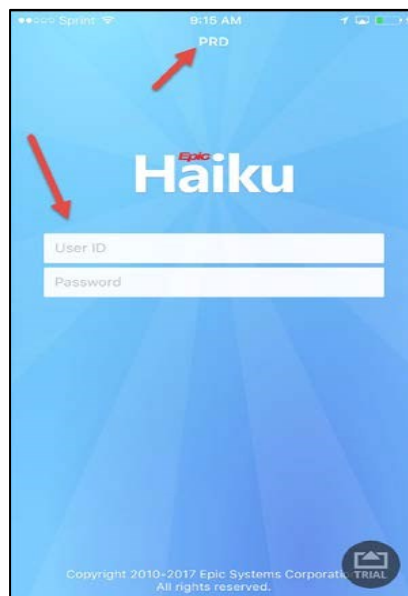 Sprint 9:15 AM
PRD
Epic
Haiku
User ID
Password
Copyright 2010-2017 Epic Systems
All rights reserved.
TRIAL